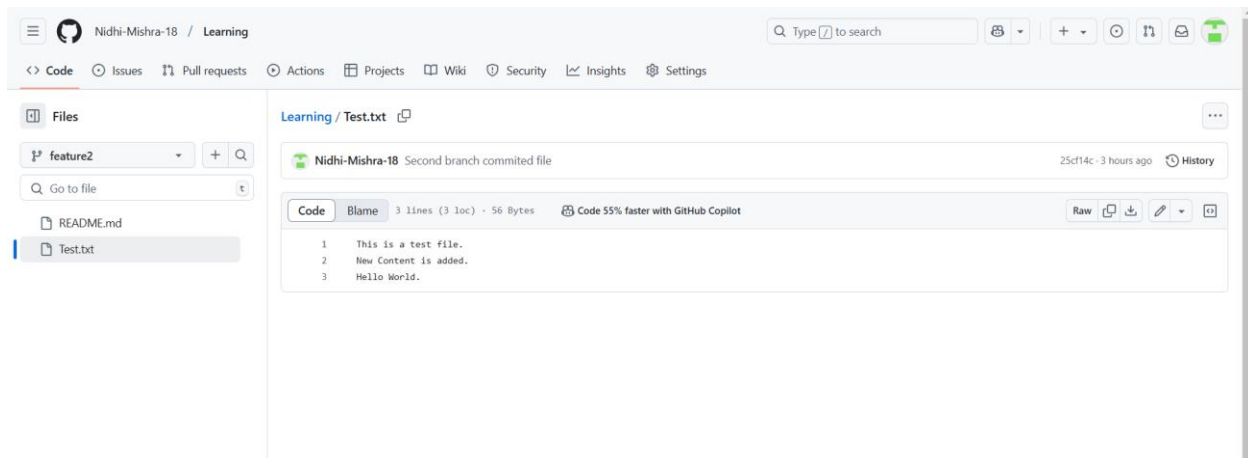 Nidhi-Mishra-18 / Learning
Type / to search
Code Issues Pull requests Actions Projects Wiki Security Insights Settings
Files
feature2
Go to file t
README.md
Test.txt
Learning / Test.txt
Nidhi-Mishra-18 Second branch commited file
25cf14c · 3 hours ago History
Code Blame 3 lines (3 loc) · 56 Bytes Code 55% faster with GitHub Copilot
Raw
1 This is a test file.
2 New Content is added.
3 Hello World.